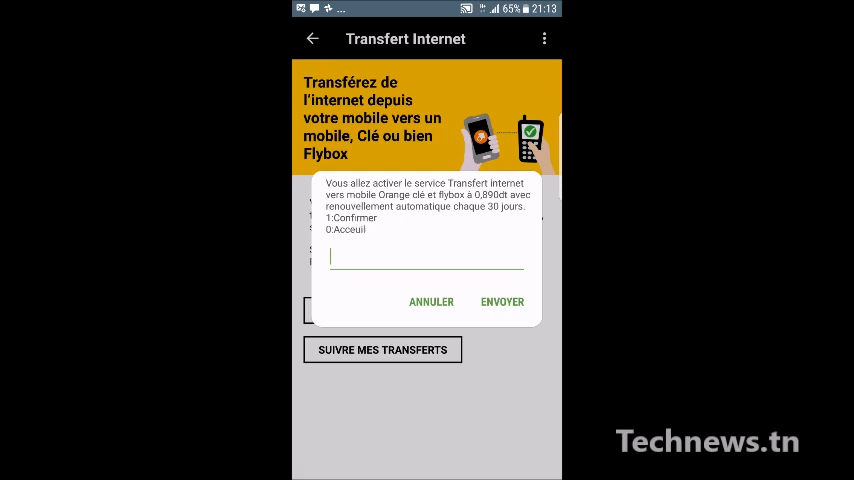 ... 65% 21:13
Transfert Internet
Transférez de
l'internet depuis
votre mobile vers un
mobile, Clé ou bien
Flybox
Vous allez activer le service Transfert internet
vers mobile Orange clé et flybox à 0,890dt avec
renouvellement automatique chaque 30 jours.
1:Confirmer
0:Acceuil
ANNULER ENVOYER
SUIVRE MES TRANSFERTS
Technews.tn